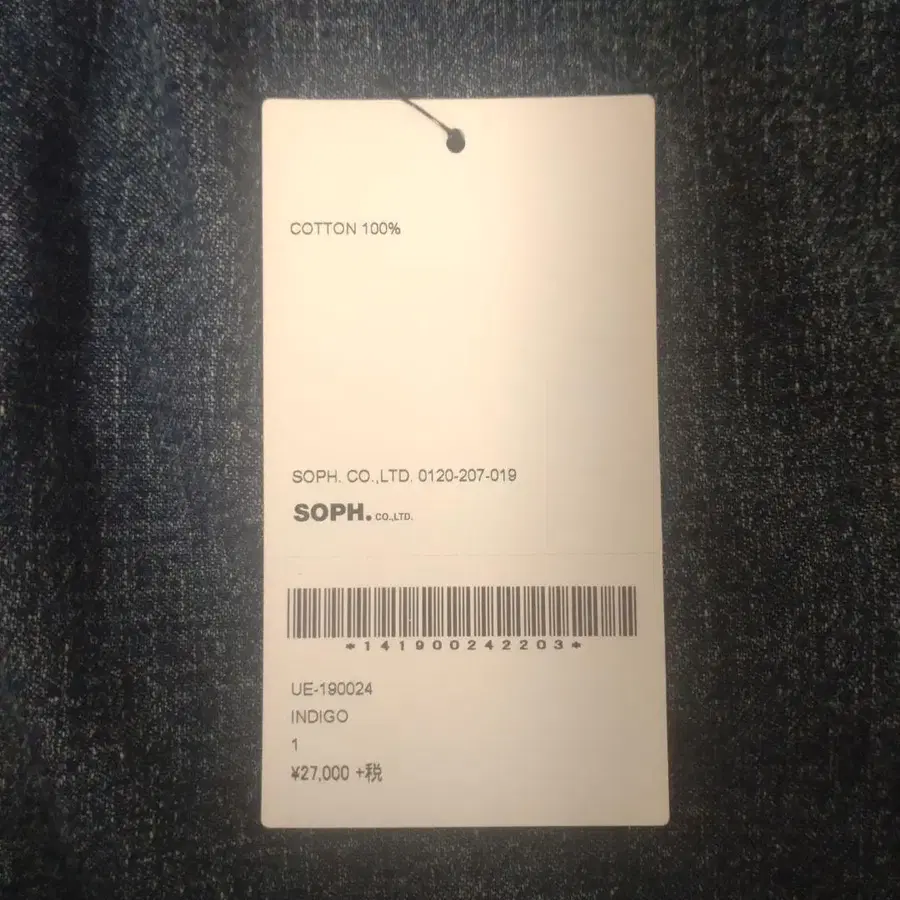 COTTON 100%
SOPH. CO.,LTD. 0120-207-019
SOPH. CO.,LTD.
*141900242203*
UE-190024
INDIGO
1
¥27,000 +税